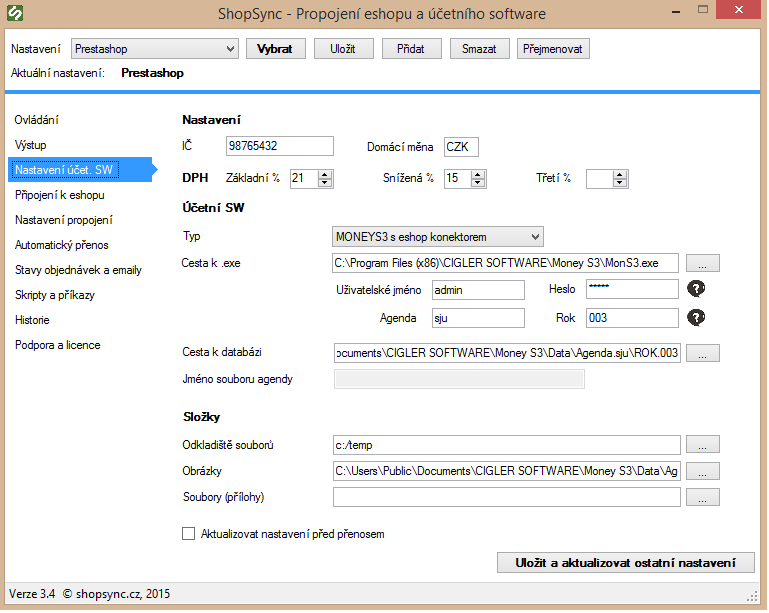 ShopSync - Propojení eshopu a účetního software
Nastavení Prestashop Vybrat Uložit Přidat Smazat Přejmenovat
Aktuální nastavení: Prestashop
Ovládání
Výstup
Nastavení účet. SW
Připojení k eshopu
Nastavení propojení
Automatický přenos
Stavy objednávek a emaily
Skripty a příkazy
Historie
Podpora a licence
Nastavení
IČ 98765432 Domácí měna CZK
DPH Základní % 21 Snížená % 15 Třetí %
Účetní SW
Typ MONEYS3 s eshop konektorem
Cesta k .exe C:\Program Files (x86)\CIGLER SOFTWARE\Money S3\MonS3.exe ...
Uživatelské jméno admin Heslo ***** ?
Agenda sju Rok 003 ?
Cesta k databázi ocuments\CIGLER SOFTWARE\Money S3\Data\Agenda.sju\ROK.003 ...
Jméno souboru agendy
Složky
Odkladiště souborů c:/temp ...
Obrázky C:\Users\Public\Documents\CIGLER SOFTWARE\Money S3\Data\Ag ...
Soubory (přílohy) ...
Aktualizovat nastavení před přenosem
Uložit a aktualizovat ostatní nastavení
Verze 3.4 © shopsync.cz, 2015